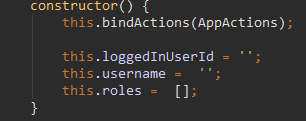 constructor() {
this.bindActions(AppActions);
this.loggedInUserId = '';
this.username =  '';
this.roles =  [];
}